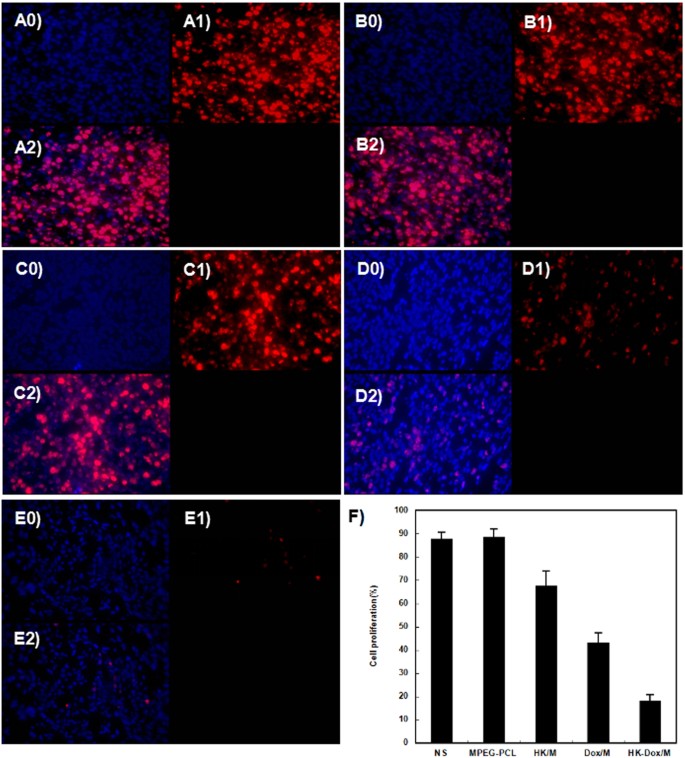 A0) A1) B0) B1)
A2) B2)
C0) C1) D0) D1)
C2) D2)
E0) E1) F)
E2)
100
90
80
70
60
50
40
30
20
10
0
Cell proliferation (%)
NS MPEG-PCL HK/M Dox/M HK-Dox/M